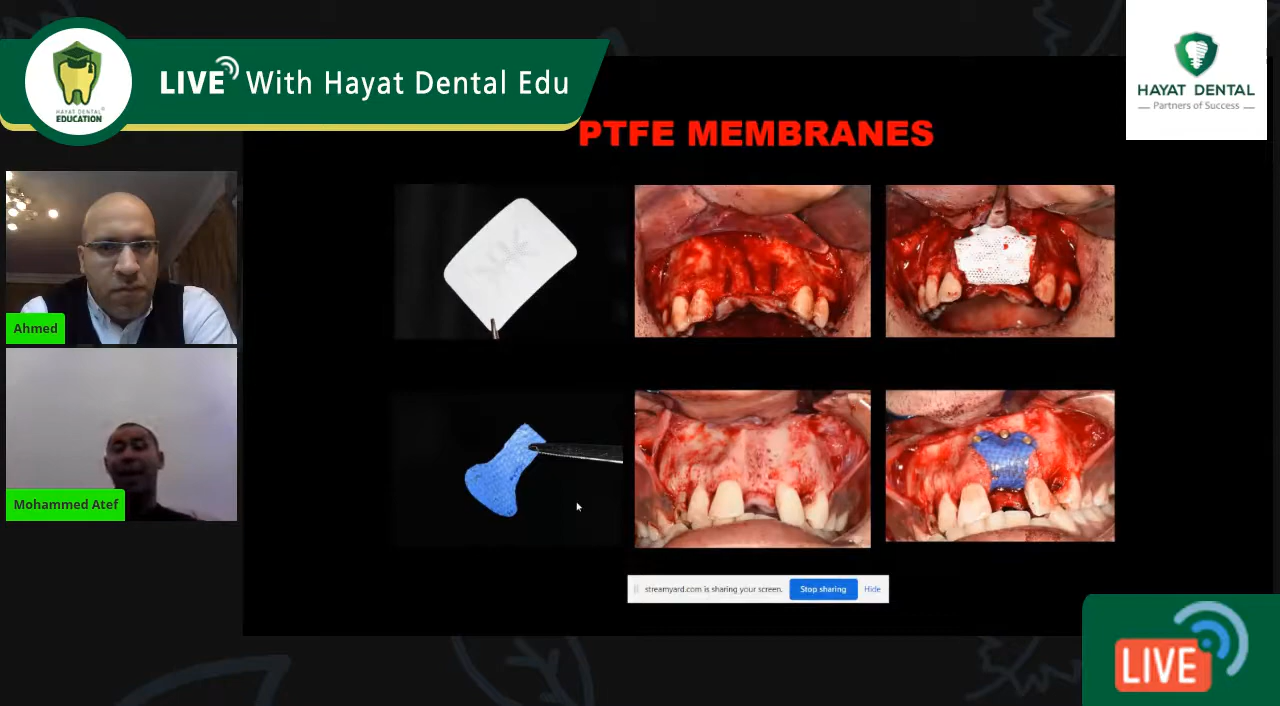 LIVE With Hayat Dental Edu
HAYAT DENTAL
EDUCATION
HAYAT DENTAL
Partners of Success
PTFE MEMBRANES
Ahmed
Mohammed Atef
streamyard.com is sharing your screen. Stop sharing Hide
LIVE